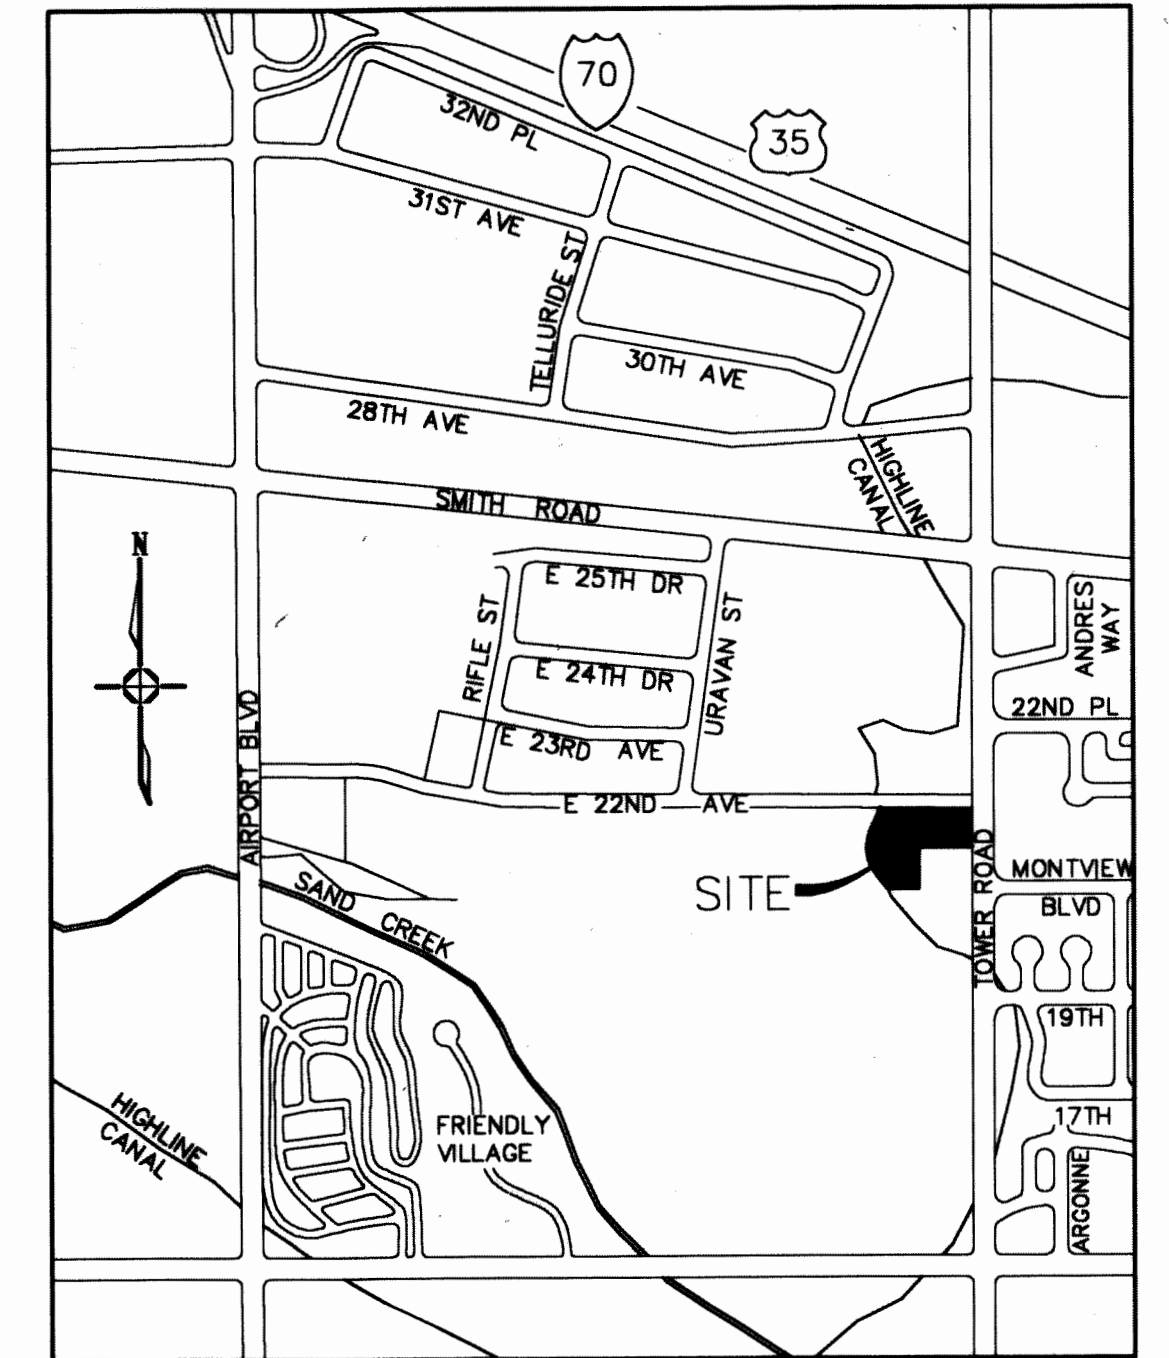 70
35
32ND PL
31ST AVE
TELLURIDE ST
30TH AVE
28TH AVE
HIGHLINE
CANAL
SMITH ROAD
N
E 25TH DR
RIFLE ST
URAVAN ST
ANDRES
WAY
E 24TH DR
22ND PL
E 23RD AVE
AIRPORT BLVD
E 22ND AVE
SITE
TOWER ROAD
MONTVIEW
BLVD
SAND CREEK
19TH
HIGHLINE
CANAL
FRIENDLY
VILLAGE
17TH
ARGONNE